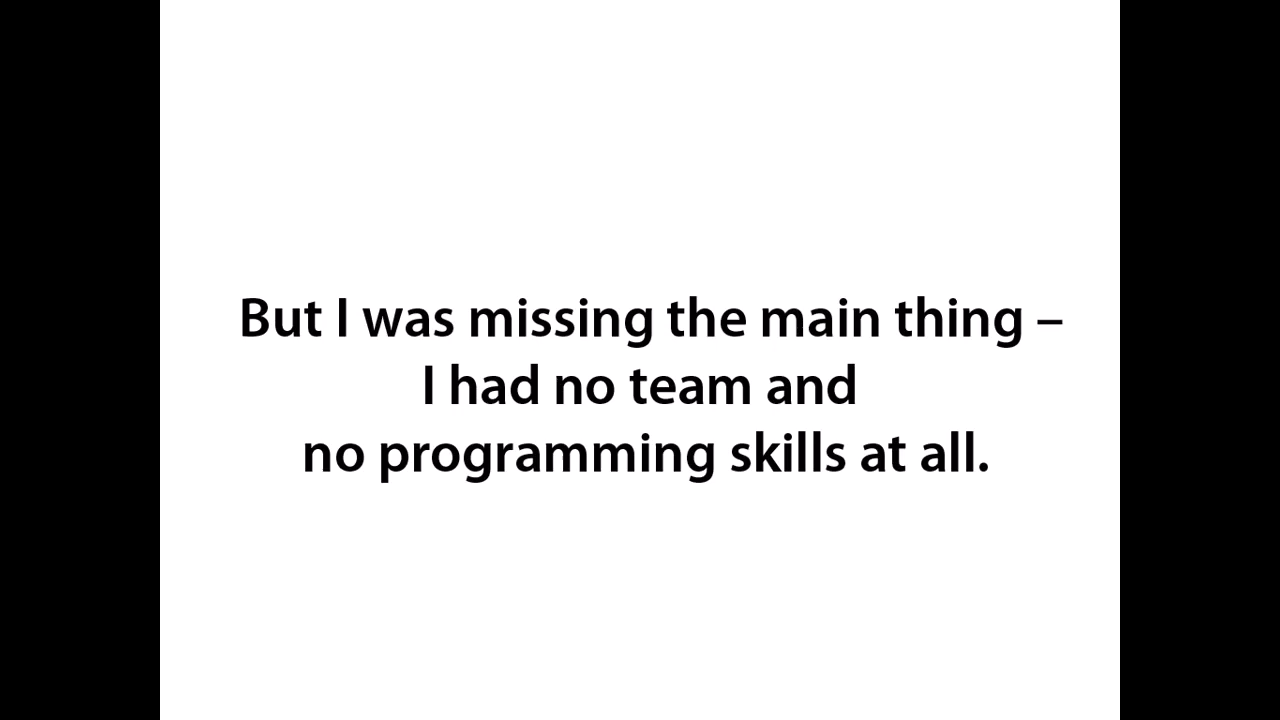 But I was missing the main thing –
I had no team and
no programming skills at all.